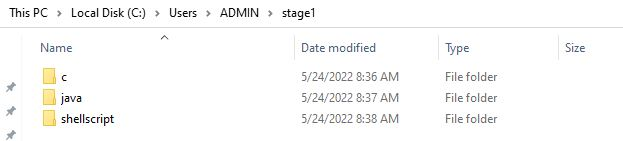 This PC > Local Disk (C:) > Users > ADMIN > stage1
Name Date modified Type Size
c 5/24/2022 8:36 AM File folder
java 5/24/2022 8:37 AM File folder
shellscript 5/24/2022 8:38 AM File folder